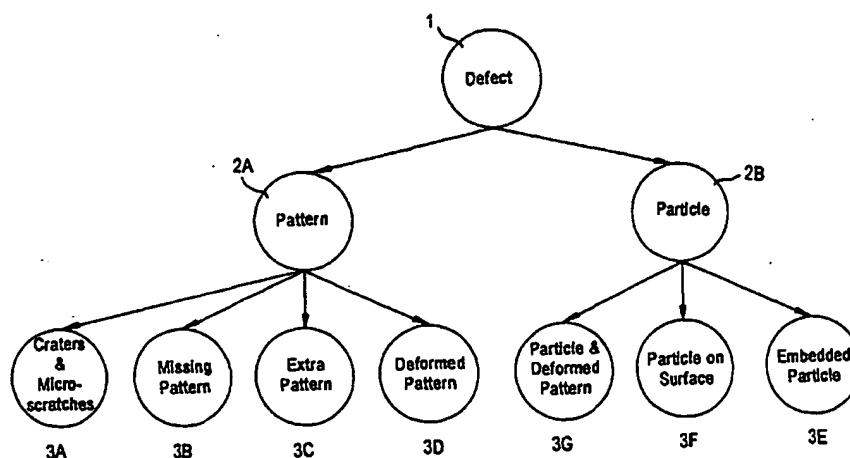 1
Defect
2A
2B
Pattern
Particle
Craters
&
Micro-
scratches
Missing
Pattern
Extra
Pattern
Deformed
Pattern
Particle &
Deformed
Pattern
Particle on
Surface
Embedded
Particle
3A
3B
3C
3D
3G
3F
3E